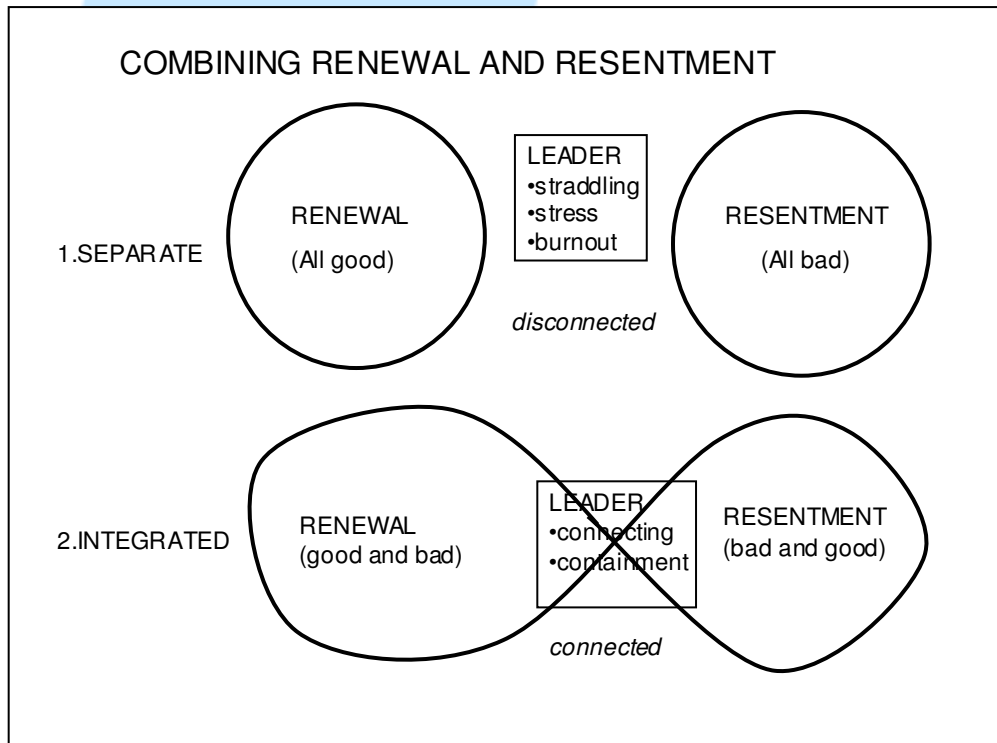 COMBINING RENEWAL AND RESENTMENT
1.SEPARATE
RENEWAL
(All good)
LEADER
•straddling
•stress
•burnout
disconnected
RESENTMENT
(All bad)
2.INTEGRATED
RENEWAL
(good and bad)
LEADER
•connecting
•containment
connected
RESENTMENT
(bad and good)